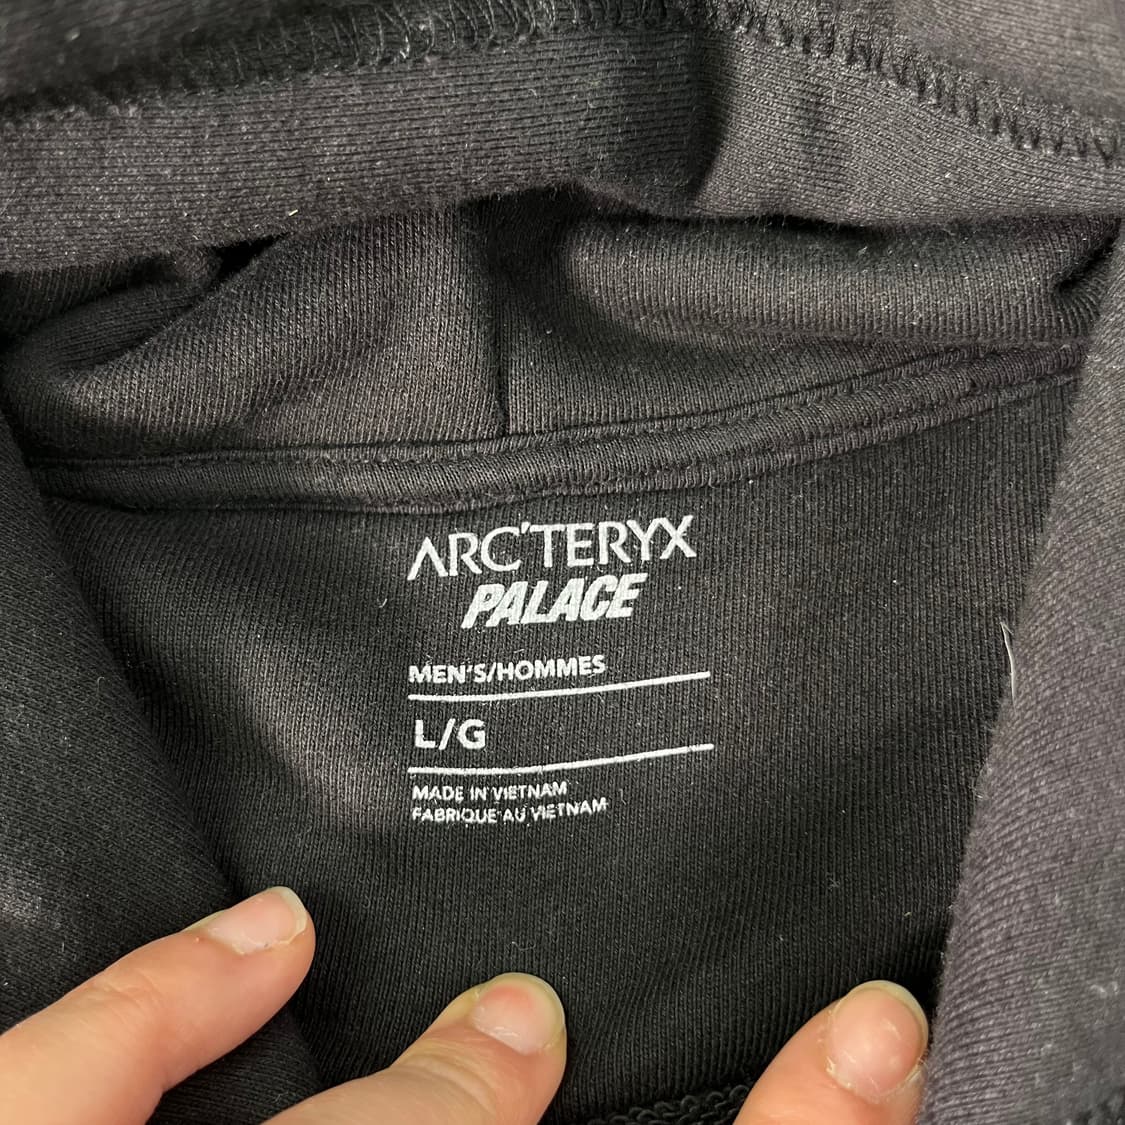 ARC'TERYX
PALACE
MEN'S/HOMMES
L/G
MADE IN VIETNAM
FABRIQUE AU VIETNAM